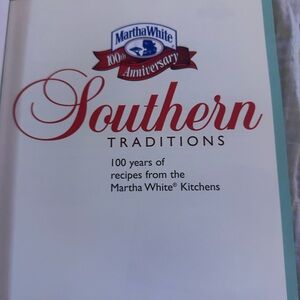 Martha White
100th Anniversary
Southern
TRADITIONS
100 years of
recipes from the
Martha White® Kitchens